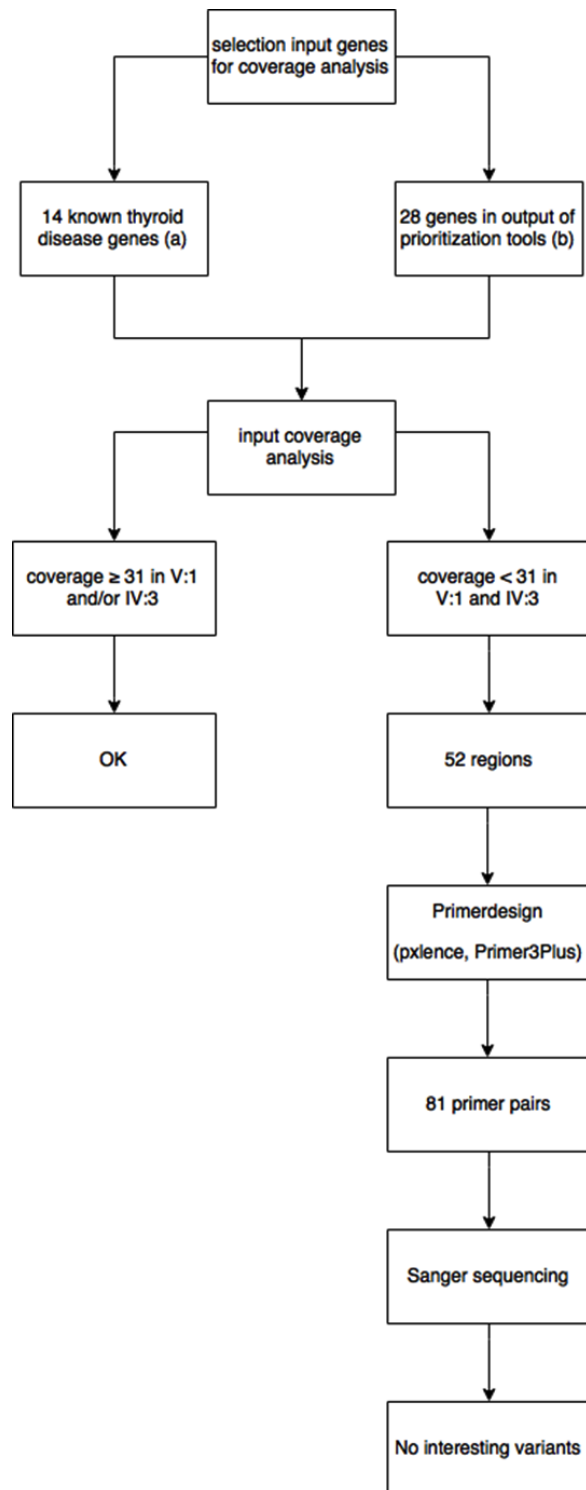 selection input genes
for coverage analysis
14 known thyroid
disease genes (a)
28 genes in output of
prioritization tools (b)
input coverage
analysis
coverage ≥ 31 in V:1
and/or IV:3
coverage < 31 in
V:1 and IV:3
OK
52 regions
Primerdesign
(pxlence, Primer3Plus)
81 primer pairs
Sanger sequencing
No interesting variants